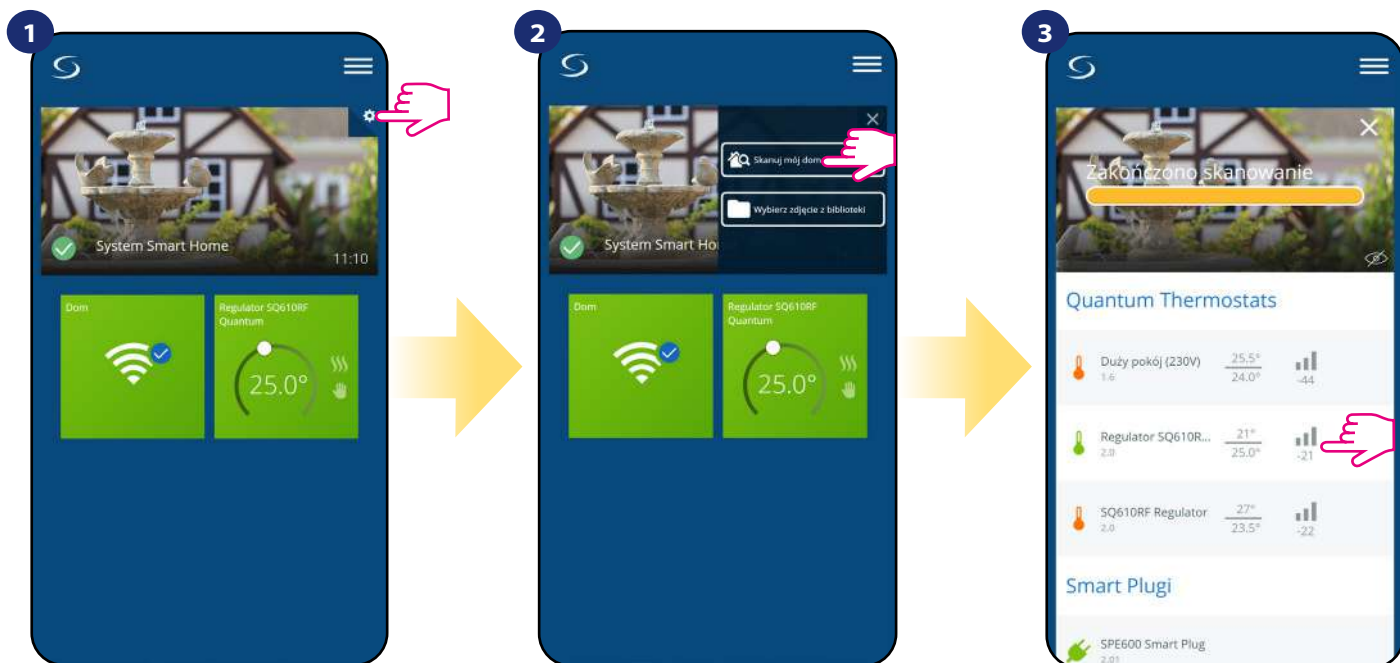 1
System Smart Home
11:10
Dom
Regulator SQ610RF
Quantum
25.0°
2
Skanuj mój dom
Wybierz zdjęcie z biblioteki
System Smart Ho
Dom
Regulator SQ610RF
Quantum
25.0°
3
Zakończono skanowanie
Quantum Thermostats
Duży pokój (230V)
1.6
25.5°
24.0°
-44
Regulator SQ610R...
2.0
21°
25.0°
-21
SQ610RF Regulator
2.0
27°
23.5°
-22
Smart Plugi
SPE600 Smart Plug
2.01